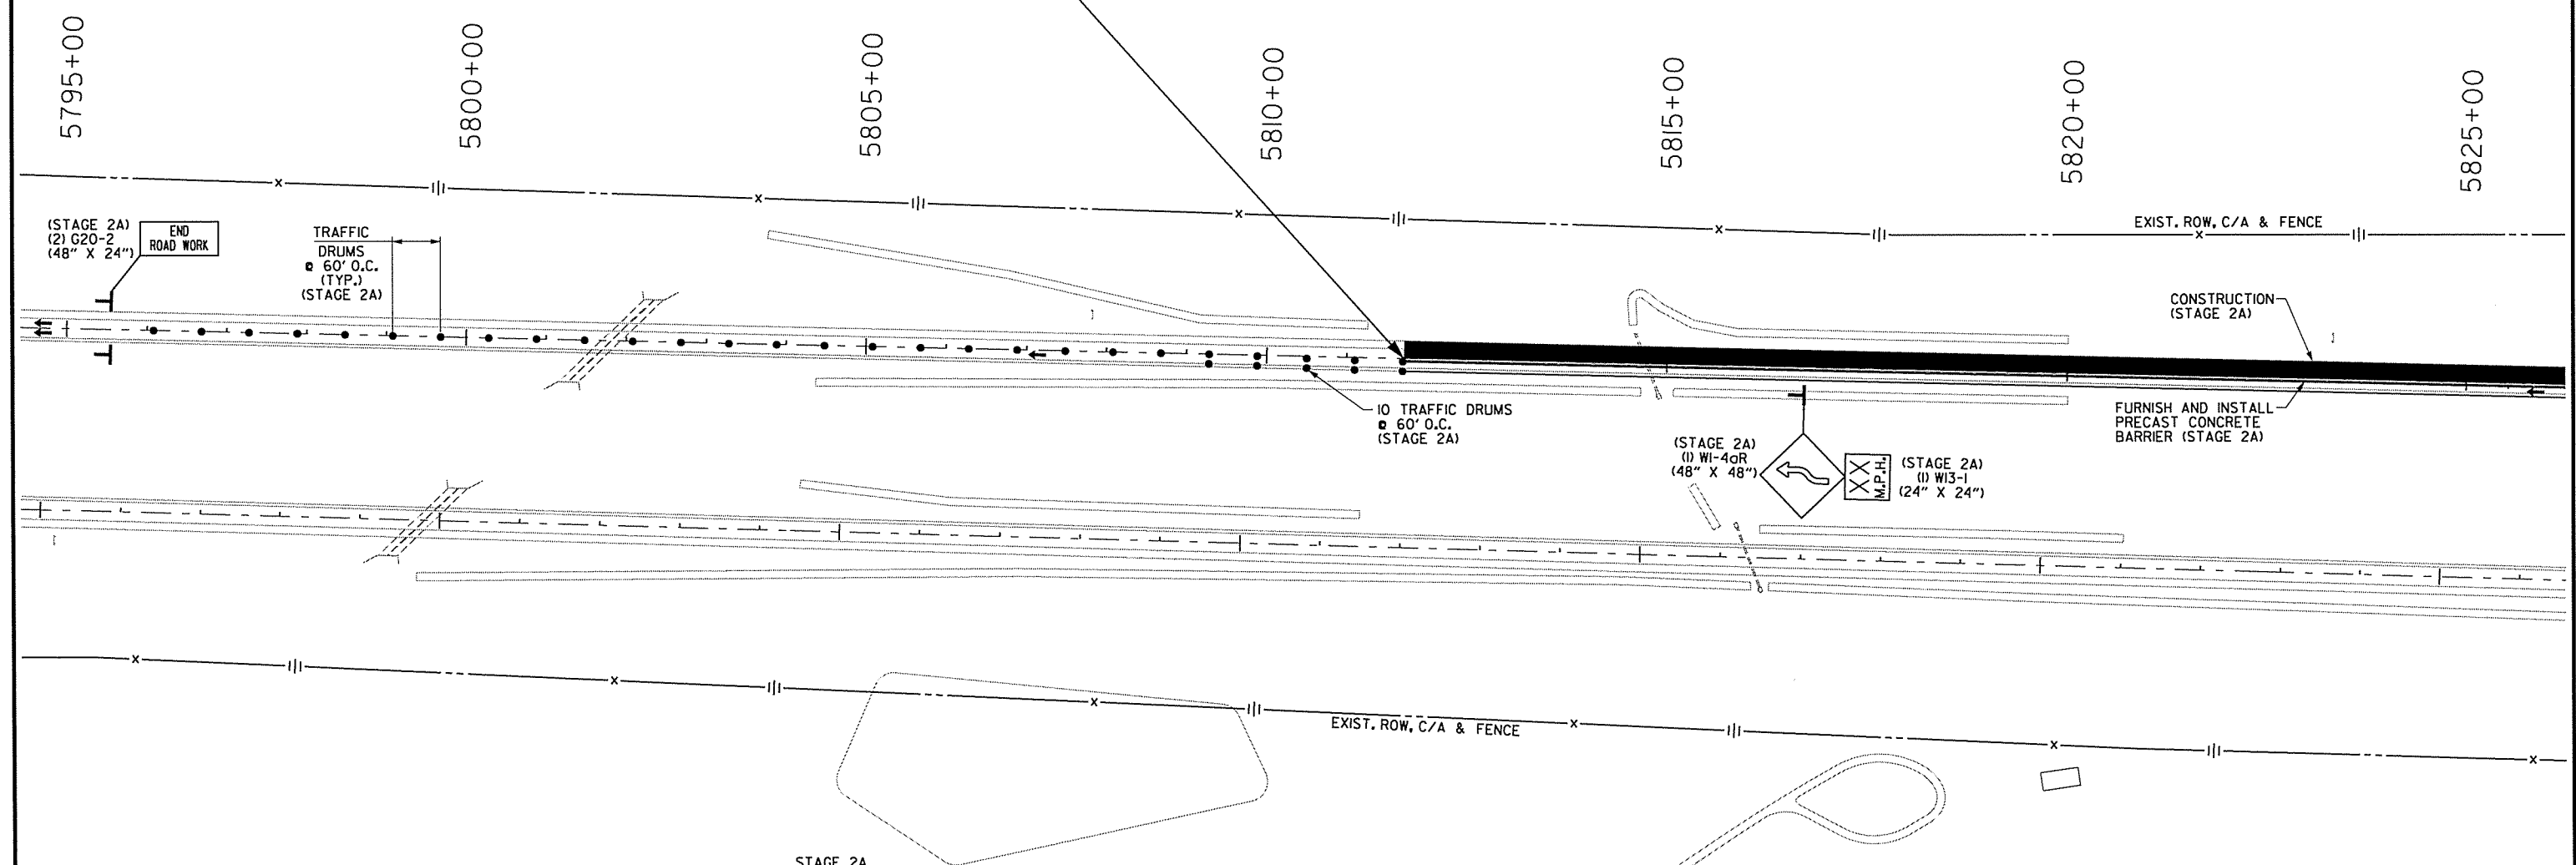 5795+00
5800+00
5805+00
5810+00
5815+00
5820+00
5825+00
EXIST. ROW, C/A & FENCE
(STAGE 2A)
(2) G20-2
(48" X 24")
END
ROAD WORK
TRAFFIC
DRUMS
@ 60' O.C.
(TYP.)
(STAGE 2A)
CONSTRUCTION
(STAGE 2A)
10 TRAFFIC DRUMS
@ 60' O.C.
(STAGE 2A)
FURNISH AND INSTALL
PRECAST CONCRETE
BARRIER (STAGE 2A)
(STAGE 2A)
(1) W1-4aR
(48" X 48")
XX
M.P.H.
(STAGE 2A)
(1) W13-1
(24" X 24")
EXIST. ROW, C/A & FENCE
STAGE 2A